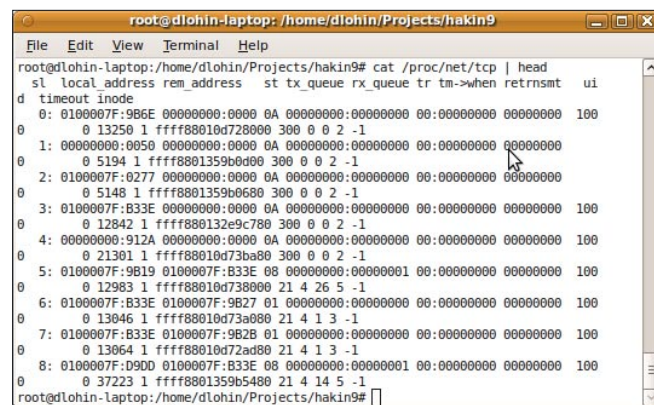 root@dlohin-laptop: /home/dlohin/Projects/hakin9
File Edit View Terminal Help
root@dlohin-laptop:/home/dlohin/Projects/hakin9# cat /proc/net/tcp | head
sl local_address rem_address st tx_queue rx_queue tr tm->when retrnsmt ui
d timeout inode
0: 0100007F:9B6E 00000000:0000 0A 00000000:00000000 00:00000000 00000000 100
0 0 13250 1 ffff88010d728000 300 0 0 2 -1
1: 00000000:0050 00000000:0000 0A 00000000:00000000 00:00000000 00000000
0 0 5194 1 ffff8801359b0d00 300 0 0 2 -1
2: 0100007F:0277 00000000:0000 0A 00000000:00000000 00:00000000 00000000
0 0 5148 1 ffff8801359b0680 300 0 0 2 -1
3: 0100007F:B33E 00000000:0000 0A 00000000:00000000 00:00000000 00000000 100
0 0 12842 1 ffff880132e9c780 300 0 0 2 -1
4: 00000000:912A 00000000:0000 0A 00000000:00000000 00:00000000 00000000 100
0 0 21301 1 ffff88010d73ba80 300 0 0 2 -1
5: 0100007F:9B19 0100007F:B33E 08 00000000:00000001 00:00000000 00000000 100
0 0 12983 1 ffff88010d738000 21 4 26 5 -1
6: 0100007F:B33E 0100007F:9B27 01 00000000:00000000 00:00000000 00000000 100
0 0 13046 1 ffff88010d73a080 21 4 1 3 -1
7: 0100007F:B33E 0100007F:9B2B 01 00000000:00000000 00:00000000 00000000 100
0 0 13064 1 ffff88010d72ad80 21 4 1 3 -1
8: 0100007F:D9DD 0100007F:B33E 08 00000000:00000001 00:00000000 00000000 100
0 0 37223 1 ffff8801359b5480 21 4 14 5 -1
root@dlohin-laptop:/home/dlohin/Projects/hakin9#